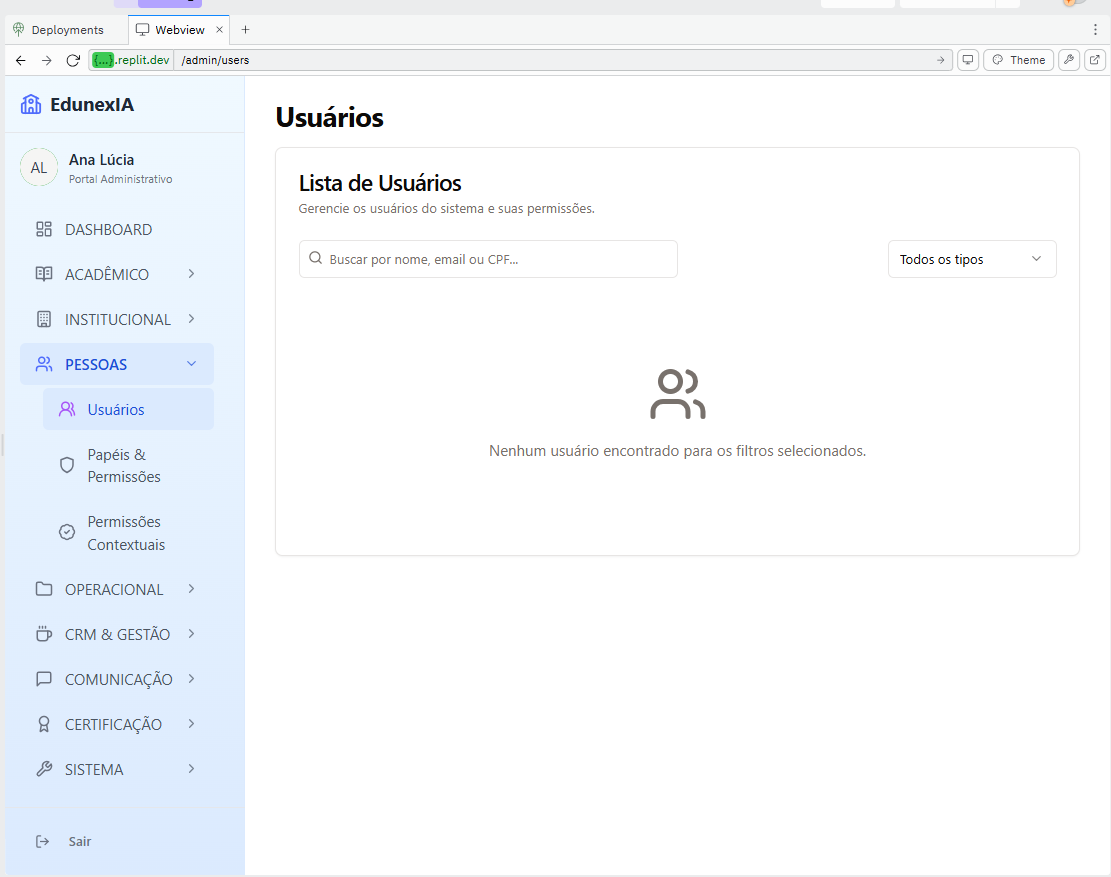 Deployments
Webview
{...}.replit.dev
/admin/users
Theme
EdunexIA
AL
Ana Lúcia
Portal Administrativo
DASHBOARD
ACADÊMICO
INSTITUCIONAL
PESSOAS
Usuários
Papéis &
Permissões
Permissões
Contextuais
OPERACIONAL
CRM & GESTÃO
COMUNICAÇÃO
CERTIFICAÇÃO
SISTEMA
Sair
Usuários
Lista de Usuários
Gerencie os usuários do sistema e suas permissões.
Buscar por nome, email ou CPF...
Todos os tipos
Nenhum usuário encontrado para os filtros selecionados.